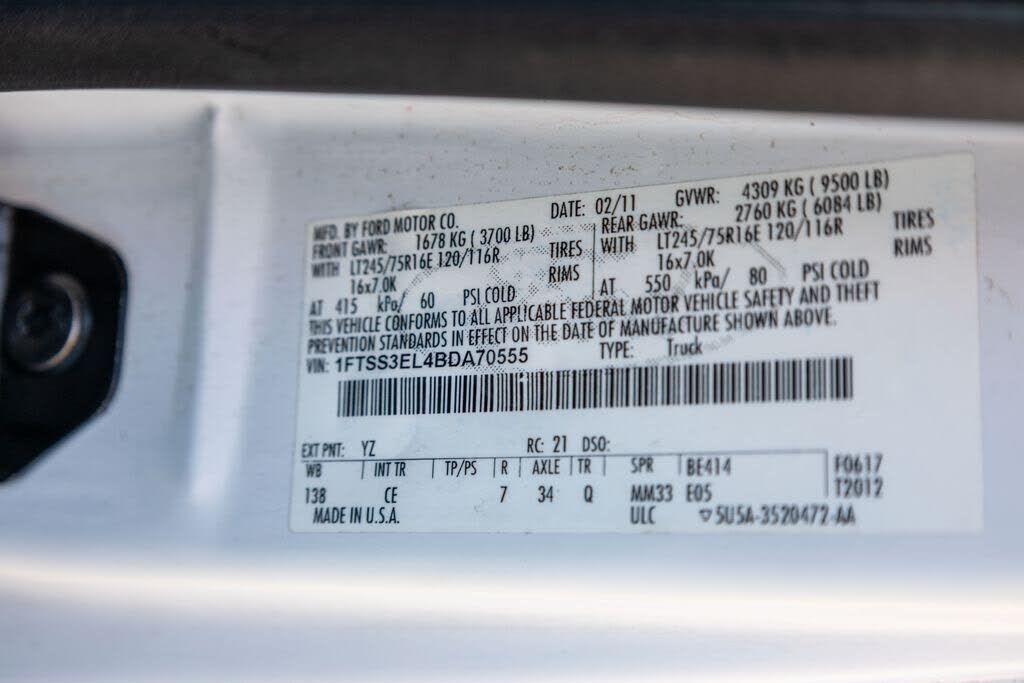 MFD. BY FORD MOTOR CO.
DATE: 02/11 GVWR: 4309 KG ( 9500 LB)
FRONT GAWR: 1678 KG ( 3700 LB)
WITH LT245/75R16E 120/116R TIRES
16x7.0K RIMS
AT 415 kPa/ 60 PSI COLD
REAR GAWR: 2760 KG ( 6084 LB)
WITH LT245/75R16E 120/116R TIRES
16x7.0K RIMS
AT 550 kPa/ 80 PSI COLD
THIS VEHICLE CONFORMS TO ALL APPLICABLE FEDERAL MOTOR VEHICLE SAFETY AND THEFT
PREVENTION STANDARDS IN EFFECT ON THE DATE OF MANUFACTURE SHOWN ABOVE.
VIN: 1FTSS3EL4BDA70555 TYPE: Truck
EXT PNT: YZ RC: 21 DSO:
WB INT TR TP/PS R AXLE TR SPR BE414 F0617
138 CE 7 34 Q MM33 E05 T2012
MADE IN U.S.A. ULC 5U5A-3520472-AA